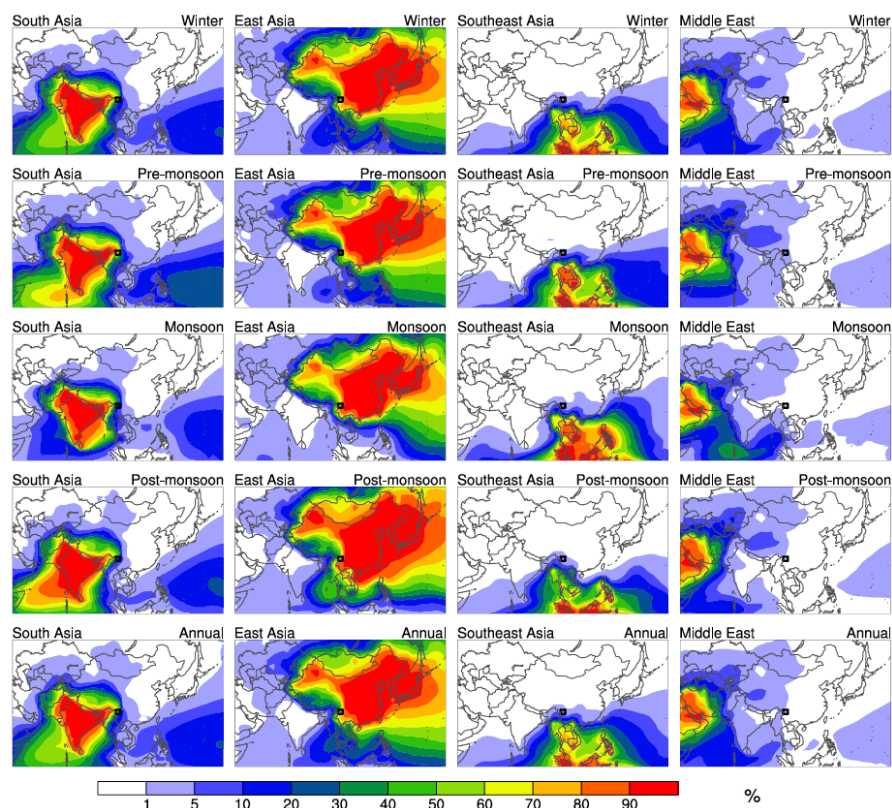 South Asia Winter East Asia Winter Southeast Asia Winter Middle East Winter
South Asia Pre-monsoon East Asia Pre-monsoon Southeast Asia Pre-monsoon Middle East Pre-monsoon
South Asia Monsoon East Asia Monsoon Southeast Asia Monsoon Middle East Monsoon
South Asia Post-monsoon East Asia Post-monsoon Southeast Asia Post-monsoon Middle East Post-monsoon
South Asia Annual East Asia Annual Southeast Asia Annual Middle East Annual
1 5 10 20 30 40 50 60 70 80 90 %